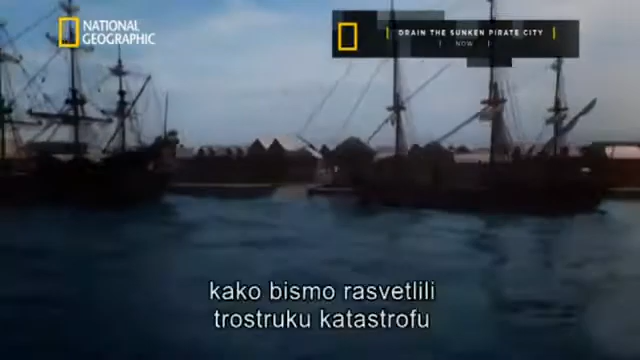 NATIONAL
GEOGRAPHIC
DRAIN THE SUNKEN PIRATE CITY
NOW
kako bismo rasvetlili
trostruku katastrofu